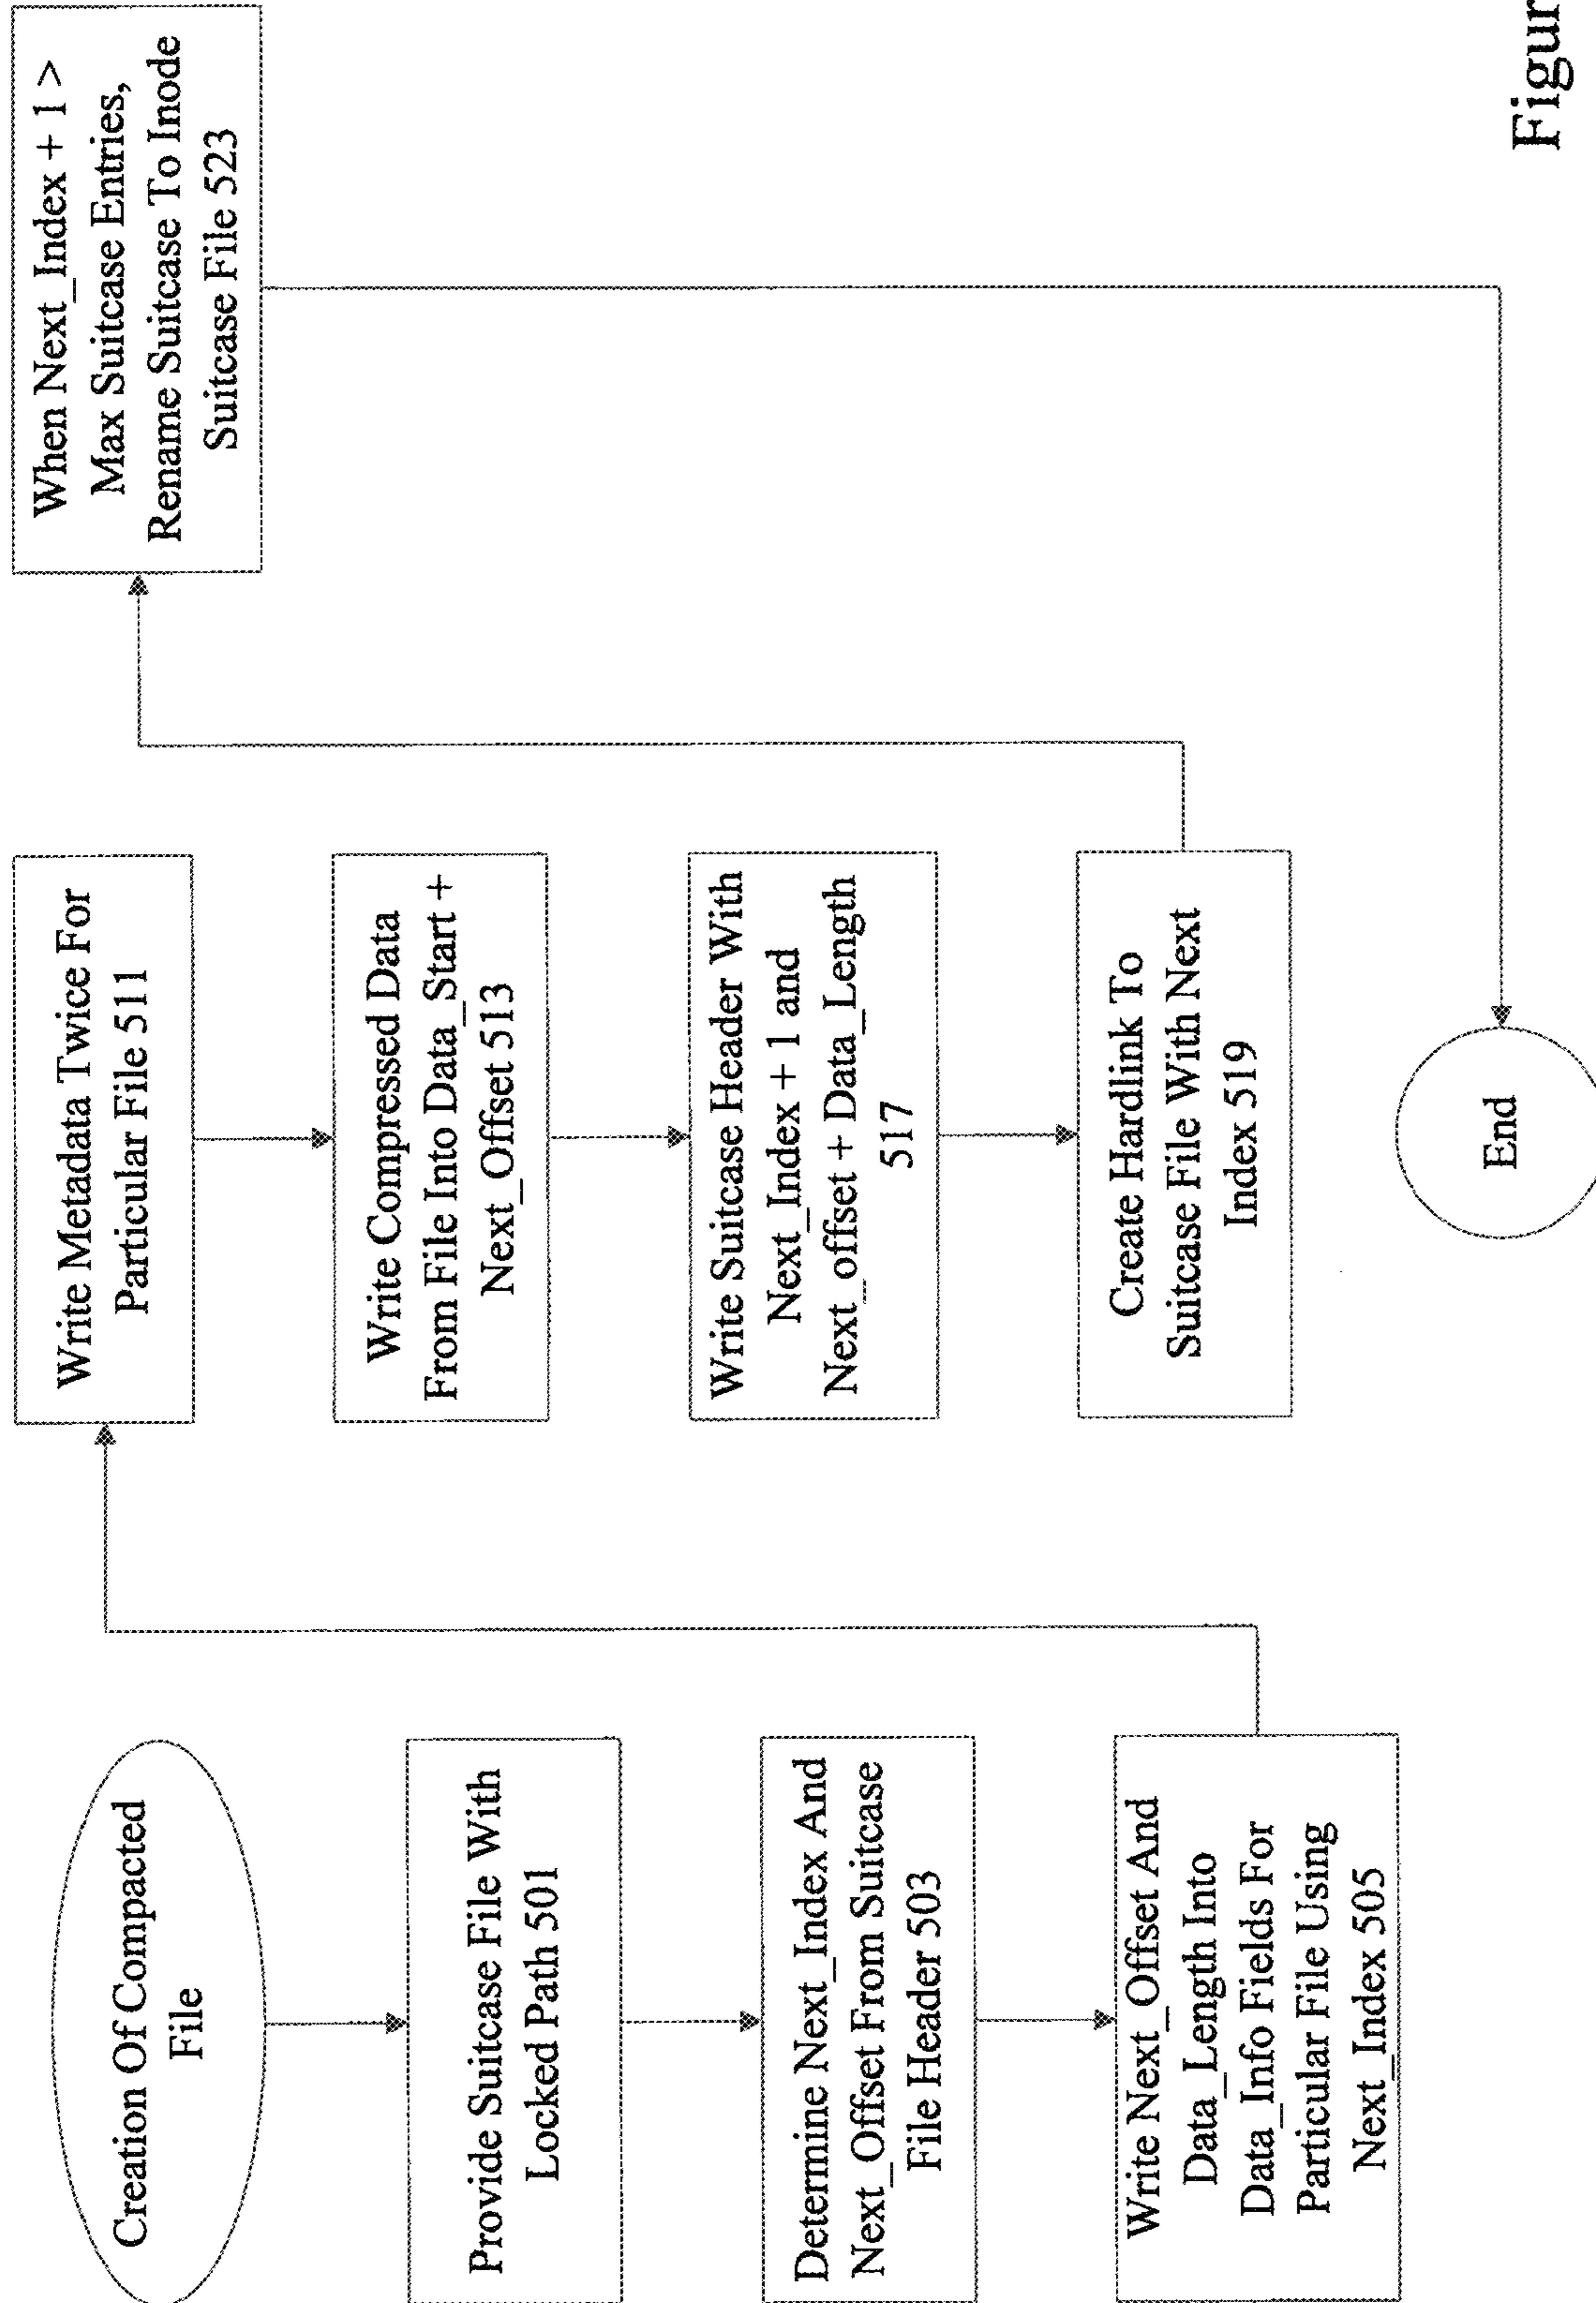 Creation Of Compacted
File
Provide Suitcase File With
Locked Path 501
Determine Next_Index And
Next_Offset From Suitcase
File Header 503
Write Next_Offset And
Data_Length Into
Data_Info Fields For
Particular File Using
Next_Index 505
Write Metadata Twice For
Particular File 511
Write Compressed Data
From File Into Data_Start +
Next_Offset 513
Write Suitcase Header With
Next_Index + 1 and
Next_offset + Data_Length
517
Create Hardlink To
Suitcase File With Next
Index 519
When Next_Index + 1 >
Max Suitcase Entries,
Rename Suitcase To Inode
Suitcase File 523
End
Figur